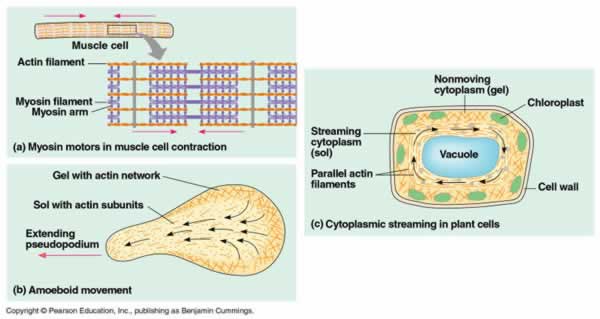 Muscle cell
Actin filament
Myosin filament
Myosin arm
(a) Myosin motors in muscle cell contraction
Gel with actin network
Sol with actin subunits
Extending
pseudopodium
(b) Amoeboid movement
Nonmoving
cytoplasm (gel)
Chloroplast
Streaming
cytoplasm
(sol)
Vacuole
Parallel actin
filaments
Cell wall
(c) Cytoplasmic streaming in plant cells
Copyright © Pearson Education, Inc., publishing as Benjamin Cummings.